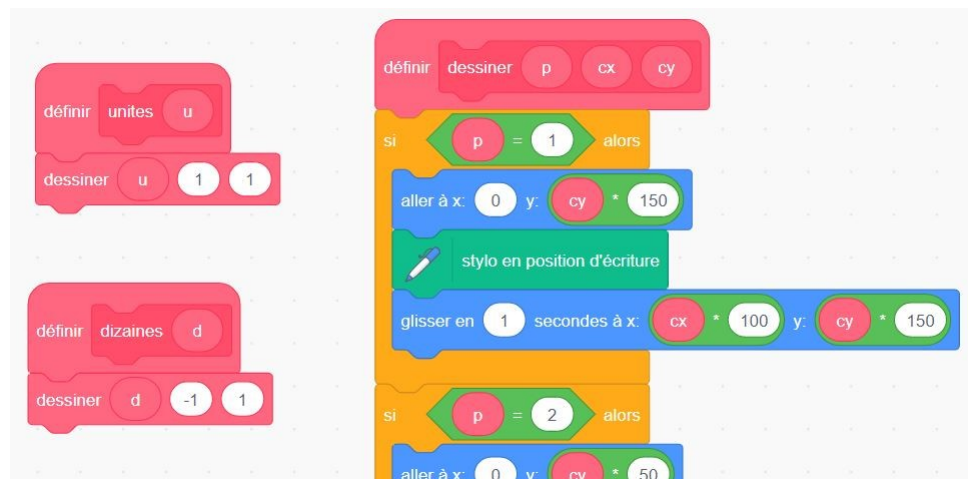 définir unites u
dessiner u 1 1
définir dizaines d
dessiner d -1 1
définir dessiner p cx cy
si p = 1 alors
aller à x: 0 y: cy * 150
stylo en position d'écriture
glisser en 1 secondes à x: cx * 100 y: cy * 150
si p = 2 alors
aller à x: 0 y: cy * 50